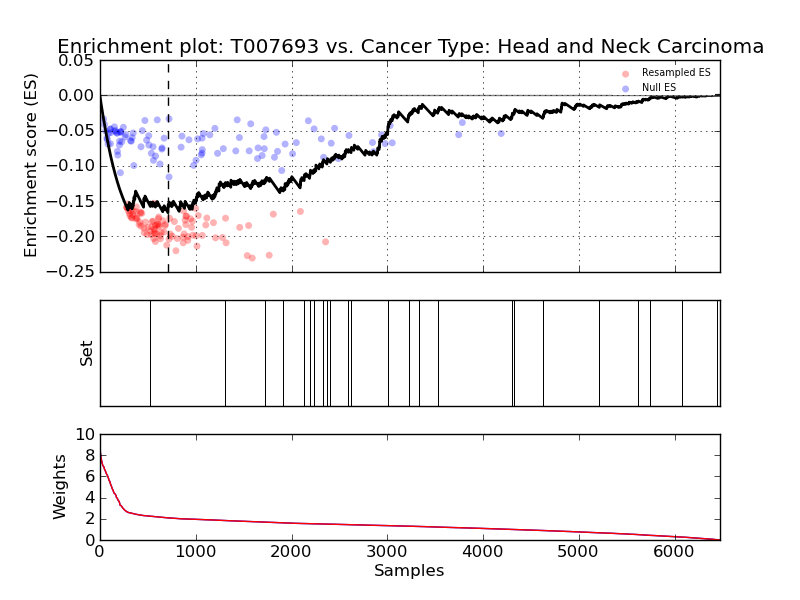 Enrichment plot: T007693 vs. Cancer Type: Head and Neck Carcinoma
0.05
0.00
−0.05
−0.10
−0.15
−0.20
−0.25
Enrichment score (ES)
Resampled ES
Null ES
Set
10
8
6
4
2
0
Weights
0
1000
2000
3000
4000
5000
6000
Samples